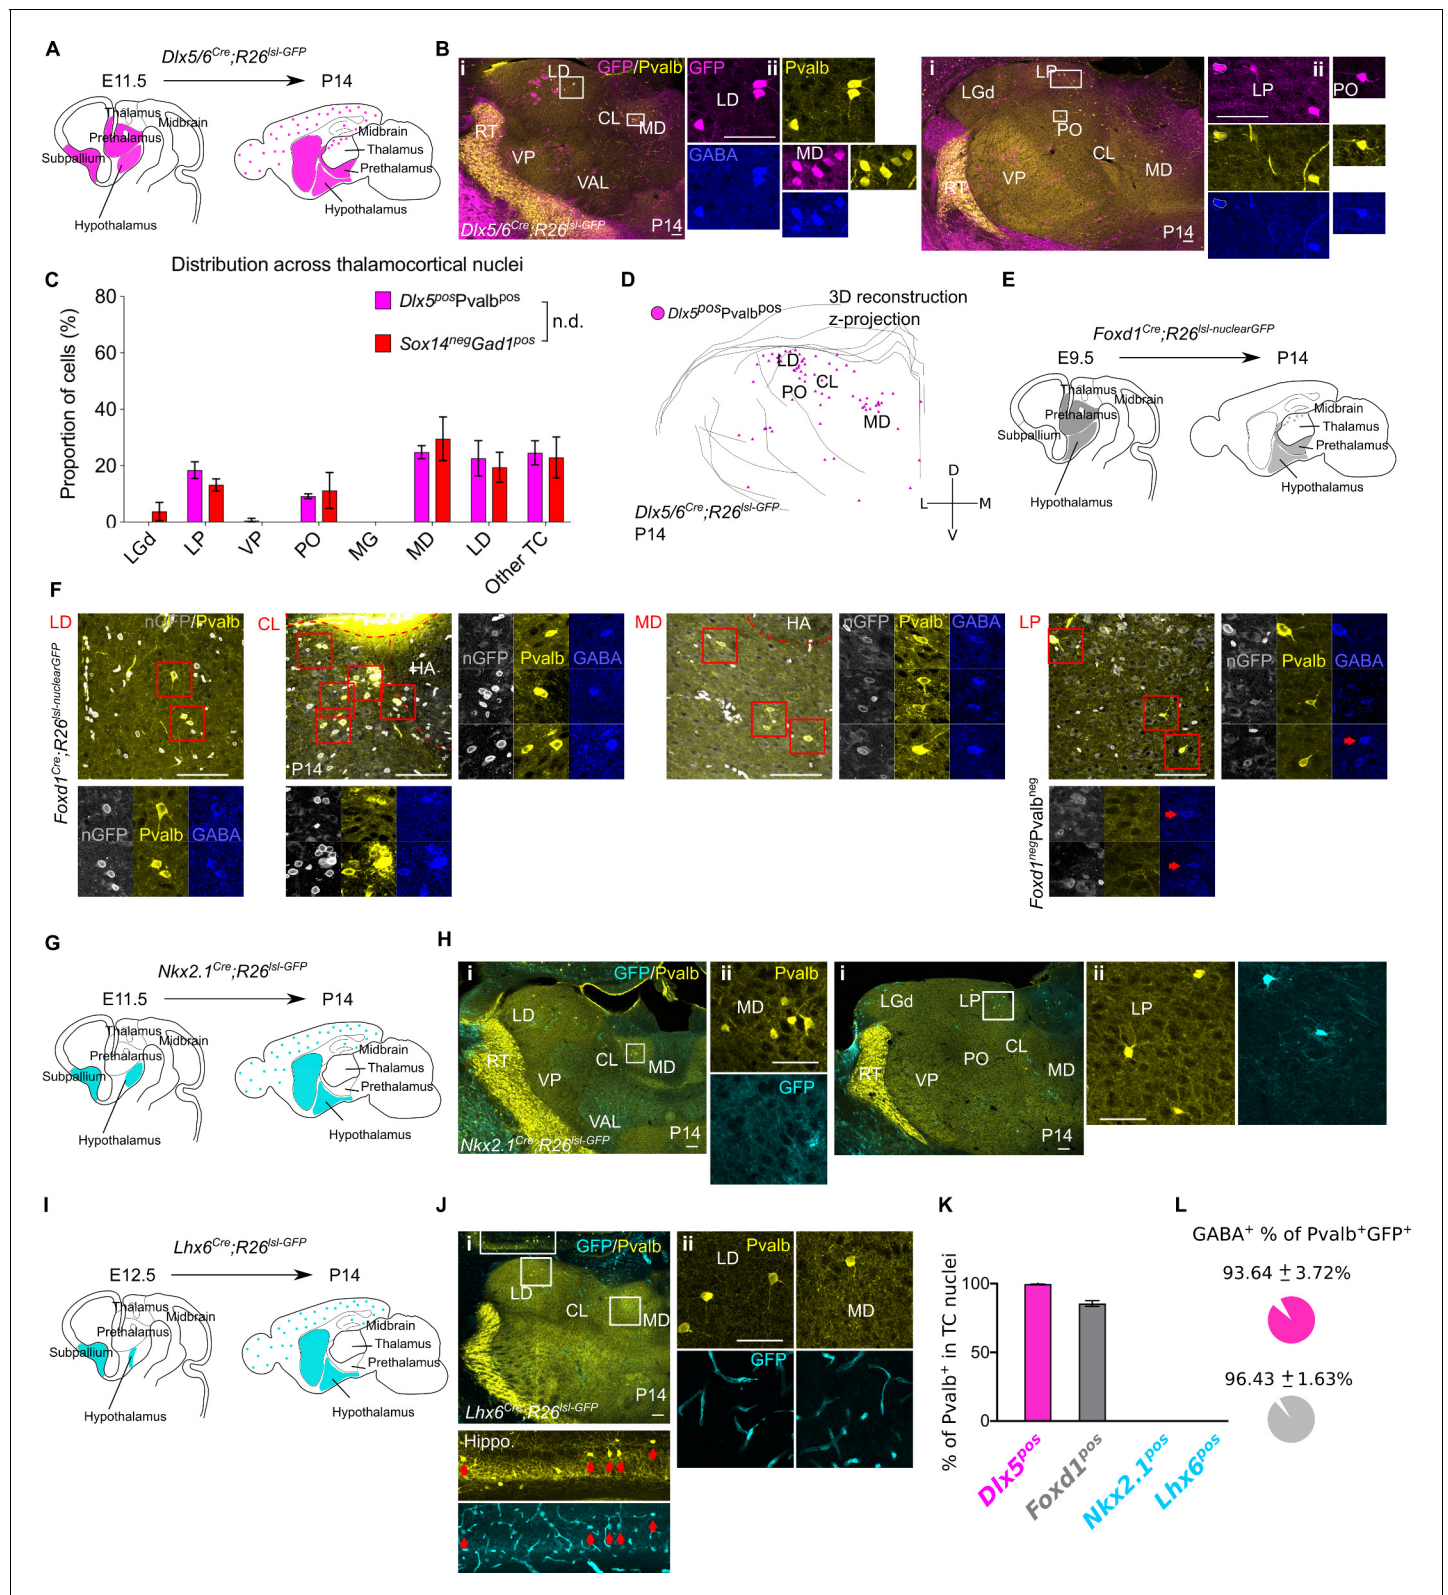 A
Dlx5/6Cre;R26lsl-GFP
E11.5
P14
Thalamus
Midbrain
Prethalamus
Subpallium
Hypothalamus
Midbrain
Thalamus
Prethalamus
Hypothalamus
B
i
LD
GFP/Pvalb
RT
CL
MD
VP
VAL
Dlx5/6Cre;R26lsl-GFP
P14
ii
GFP
LD
Pvalb
GABA
MD
i
LP
LGd
PO
CL
RT
VP
MD
P14
ii
LP
PO
C
Distribution across thalamocortical nuclei
Proportion of cells (%)
80
60
40
20
0
Dlx5posPvalbpos
Sox14negGad1pos
n.d.
LGd
LP
VP
PO
MG
MD
LD
Other TC
D
Dlx5posPvalbpos
3D reconstruction
z-projection
LD
CL
PO
MD
D
L
M
V
Dlx5/6Cre;R26lsl-GFP
P14
E
Foxd1Cre;R26lsl-nuclearGFP
E9.5
P14
Thalamus
Midbrain
Prethalamus
Subpallium
Hypothalamus
Midbrain
Thalamus
Prethalamus
Hypothalamus
F
Foxd1Cre;R26lsl-nuclearGFP
LD
nGFP/Pvalb
nGFP
Pvalb
GABA
CL
HA
P14
nGFP
Pvalb
GABA
MD
HA
nGFP
Pvalb
GABA
LP
nGFP
Pvalb
GABA
Foxd1negPvalbneg
G
Nkx2.1Cre;R26lsl-GFP
E11.5
P14
Thalamus
Midbrain
Prethalamus
Subpallium
Hypothalamus
Midbrain
Thalamus
Prethalamus
Hypothalamus
H
i
GFP/Pvalb
LD
RT
CL
MD
VP
VAL
P14
Nkx2.1Cre;R26lsl-GFP
ii
Pvalb
MD
GFP
i
LGd
LP
CL
PO
RT
VP
MD
P14
ii
LP
I
Lhx6Cre;R26lsl-GFP
E12.5
P14
Thalamus
Midbrain
Prethalamus
Subpallium
Hypothalamus
Midbrain
Thalamus
Prethalamus
Hypothalamus
J
i
GFP/Pvalb
LD
CL
MD
P14
Lhx6Cre;R26lsl-GFP
Hippo.
ii
Pvalb
LD
MD
GFP
K
% of Pvalb+ in TC nuclei
100
50
0
Dlx5pos
Foxd1pos
Nkx2.1pos
Lhx6pos
L
GABA+ % of Pvalb+GFP+
93.64 ± 3.72%
96.43 ± 1.63%